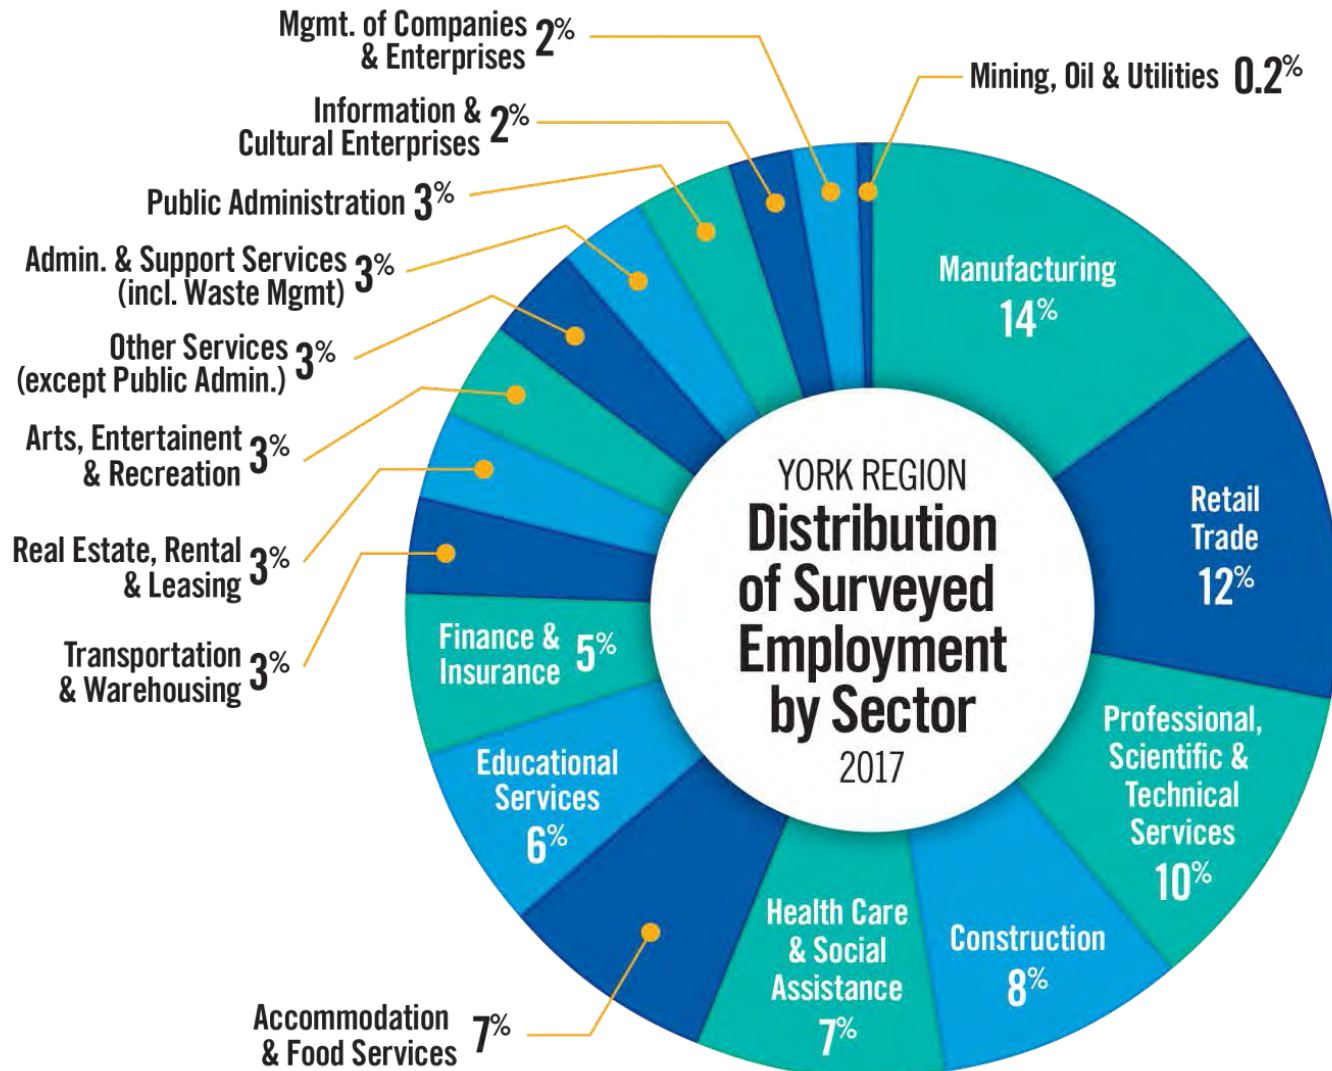 Mgmt. of Companies
& Enterprises 2%
Mining, Oil & Utilities 0.2%
Information &
Cultural Enterprises 2%
Public Administration 3%
Admin. & Support Services
(incl. Waste Mgmt) 3%
Other Services
(except Public Admin.) 3%
Arts, Entertainent
& Recreation 3%
Real Estate, Rental
& Leasing 3%
Transportation
& Warehousing 3%
Finance &
Insurance 5%
Educational
Services
6%
Accommodation
& Food Services 7%
Health Care
& Social
Assistance
7%
Construction
8%
Professional,
Scientific &
Technical
Services
10%
Retail
Trade
12%
Manufacturing
14%
YORK REGION
Distribution
of Surveyed
Employment
by Sector
2017